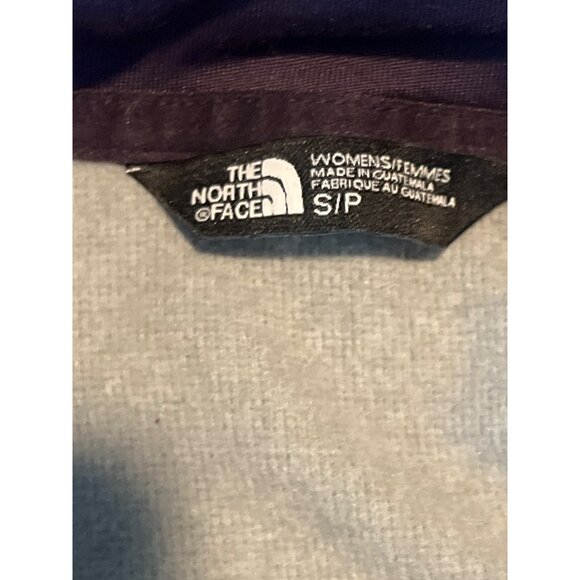 THE
NORTH
®FACE
WOMENS/FEMMES
MADE IN GUATEMALA
FABRIQUE AU GUATEMALA
S/P